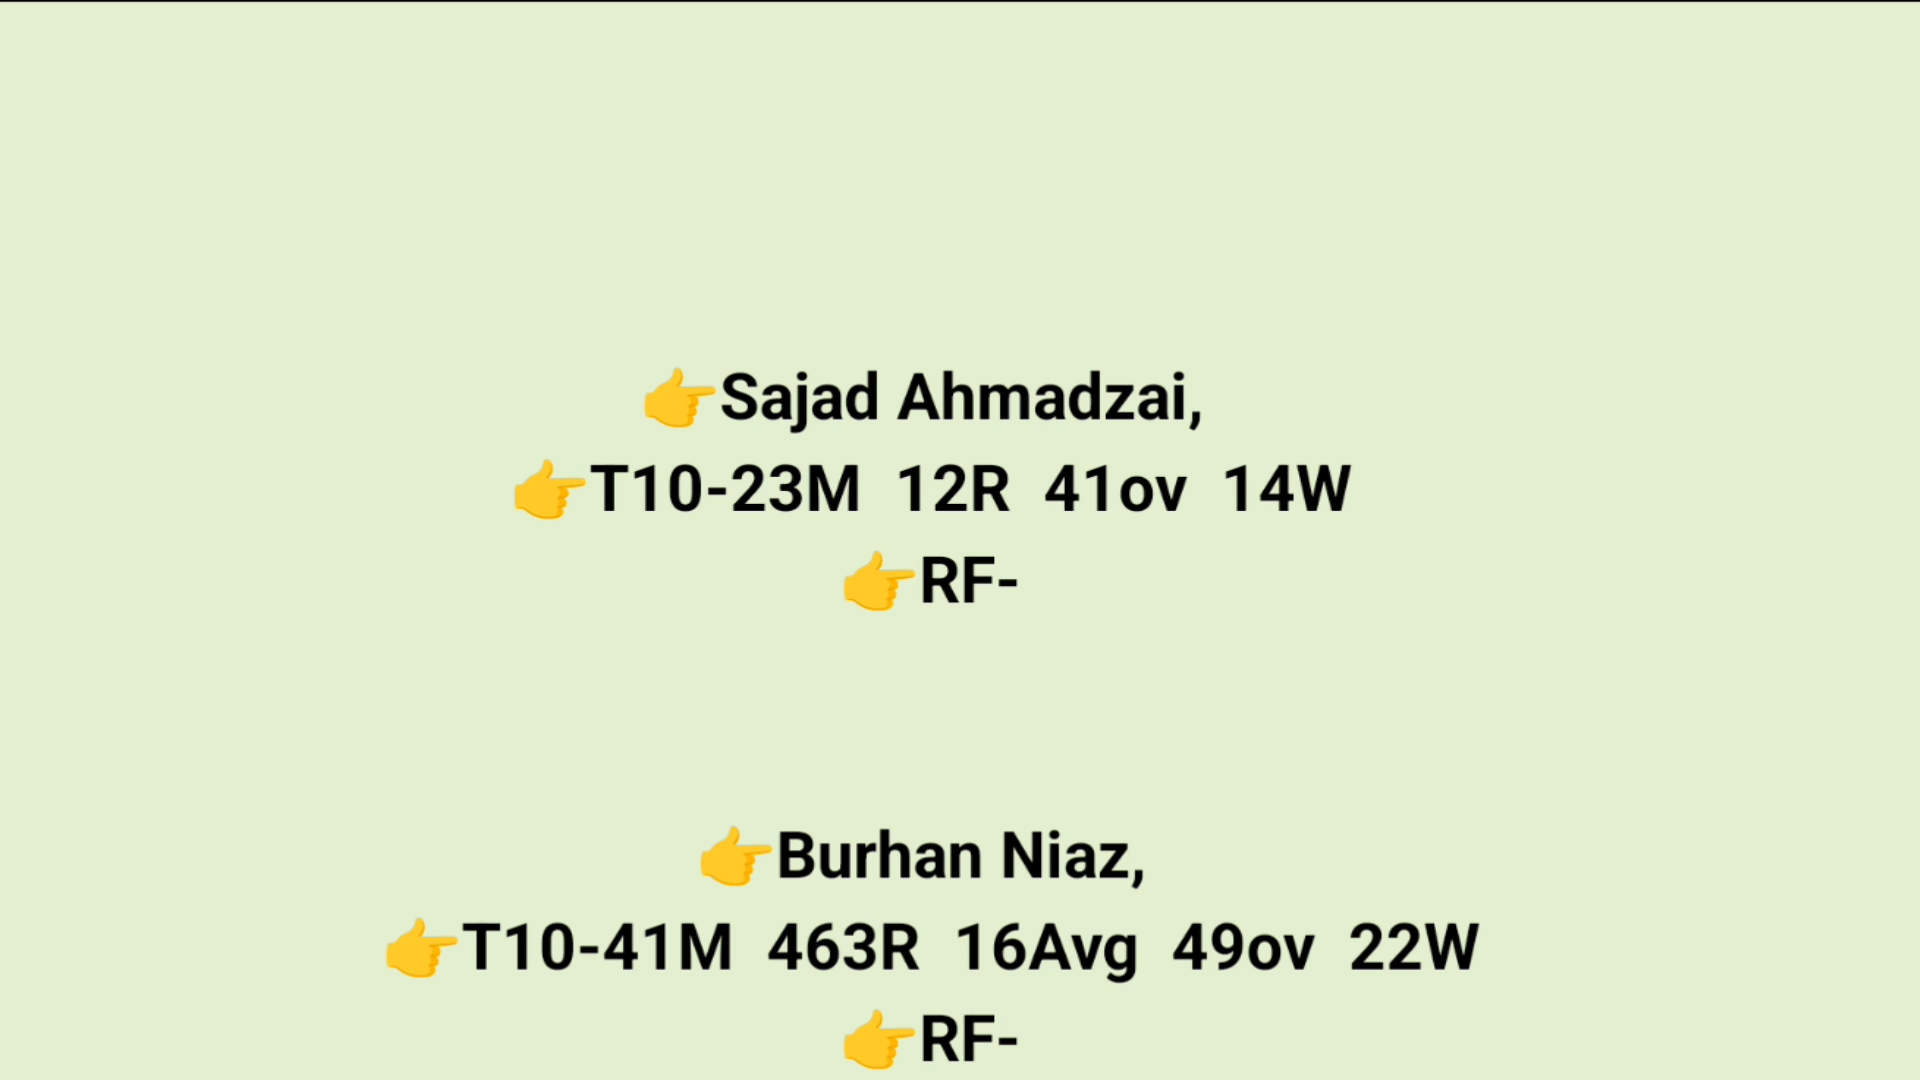 👉Sajad Ahmadzai,
👉T10-23M 12R 41ov 14W
👉RF-
👉Burhan Niaz,
👉T10-41M 463R 16Avg 49ov 22W
👉RF-